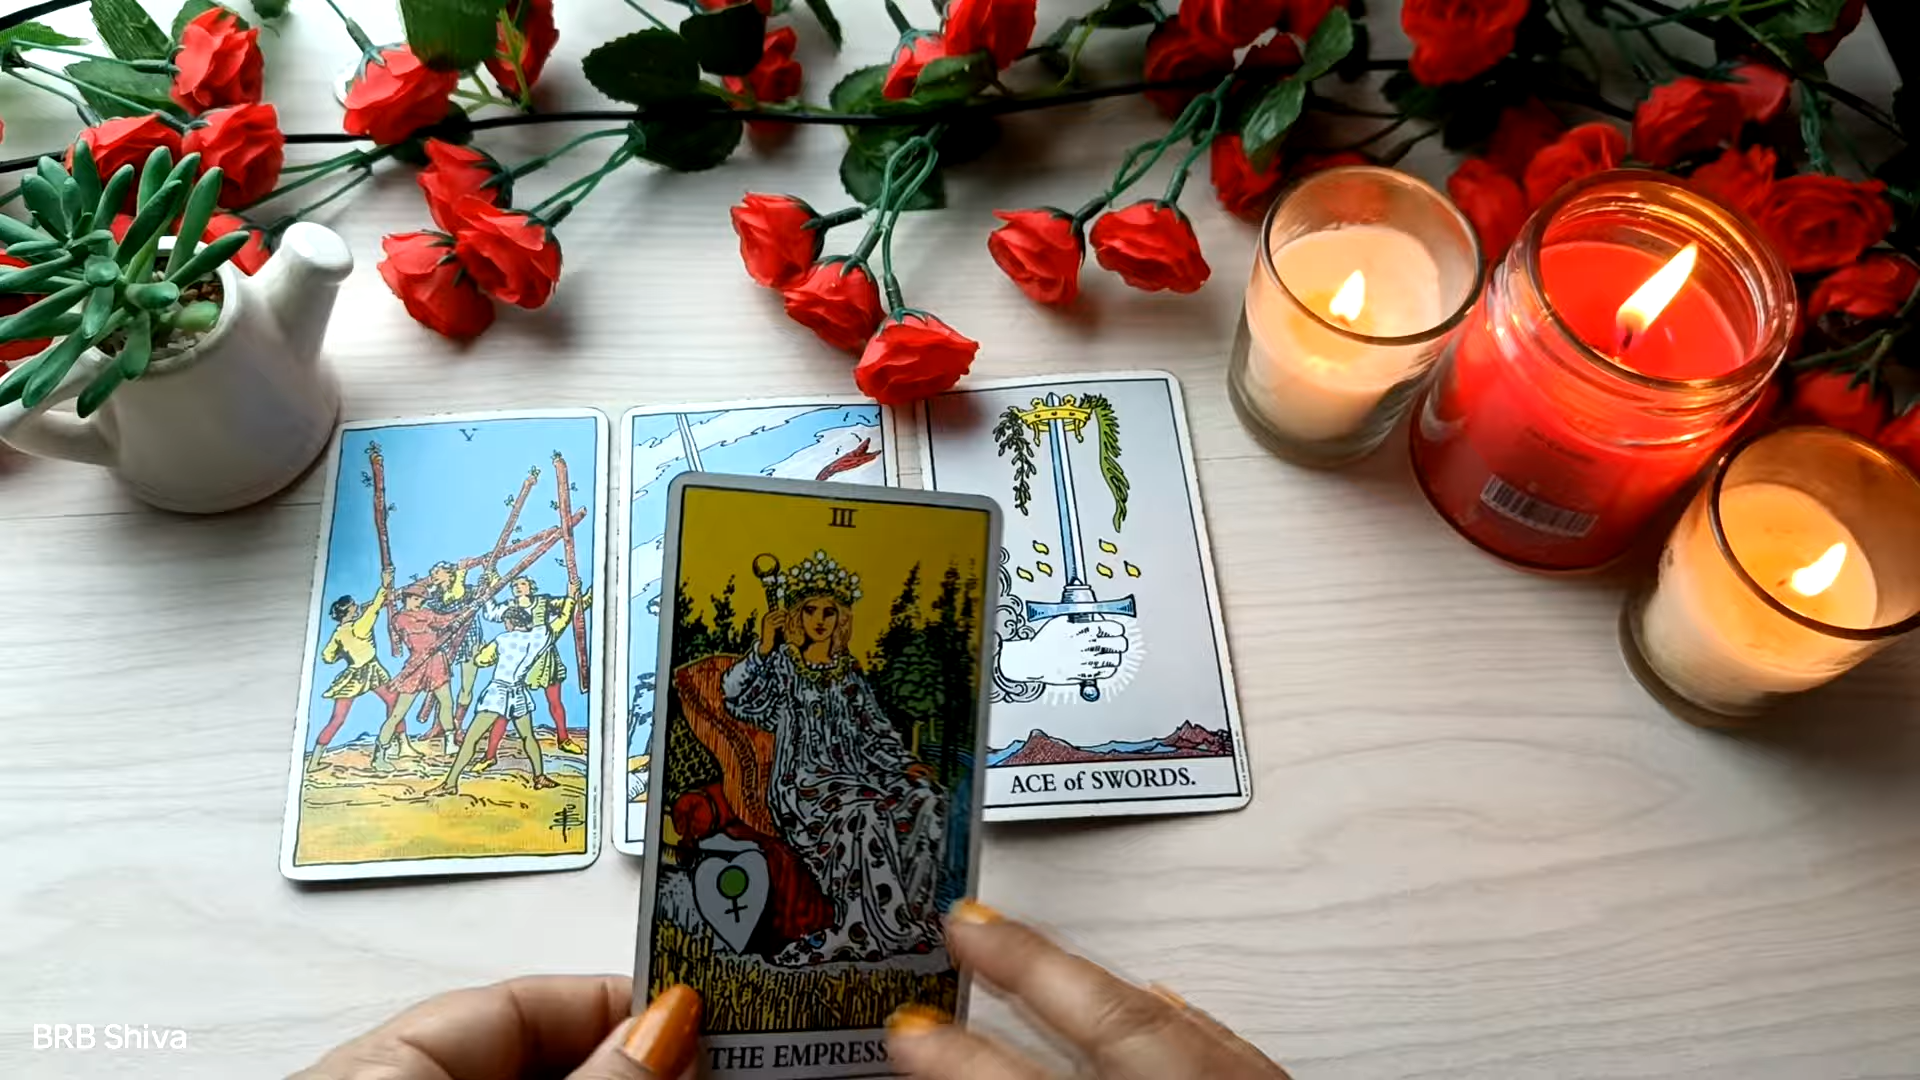 V
III
ACE of SWORDS.
THE EMPRESS.
BRB Shiva